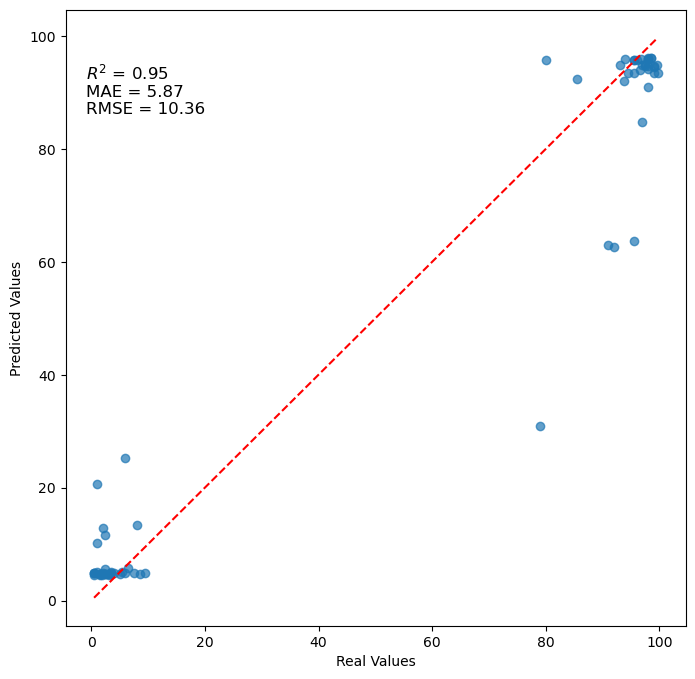 R² = 0.95
MAE = 5.87
RMSE = 10.36
100
80
60
40
20
0
Predicted Values
0 20 40 60 80 100
Real Values